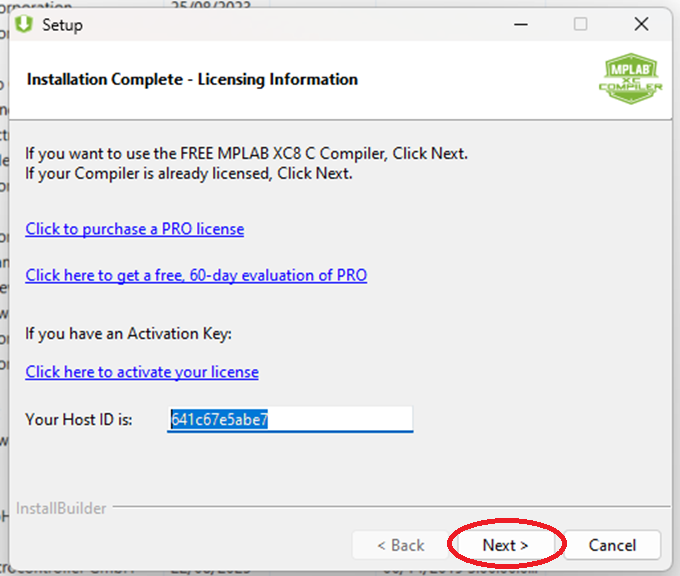 25/08/2023
Setup
Installation Complete - Licensing Information
MPLAB
XC
COMPILER
If you want to use the FREE MPLAB XC8 C Compiler, Click Next.
If your Compiler is already licensed, Click Next.
Click to purchase a PRO license
Click here to get a free, 60-day evaluation of PRO
If you have an Activation Key:
Click here to activate your license
Your Host ID is: 641c67e5abe7
InstallBuilder
< Back Next > Cancel